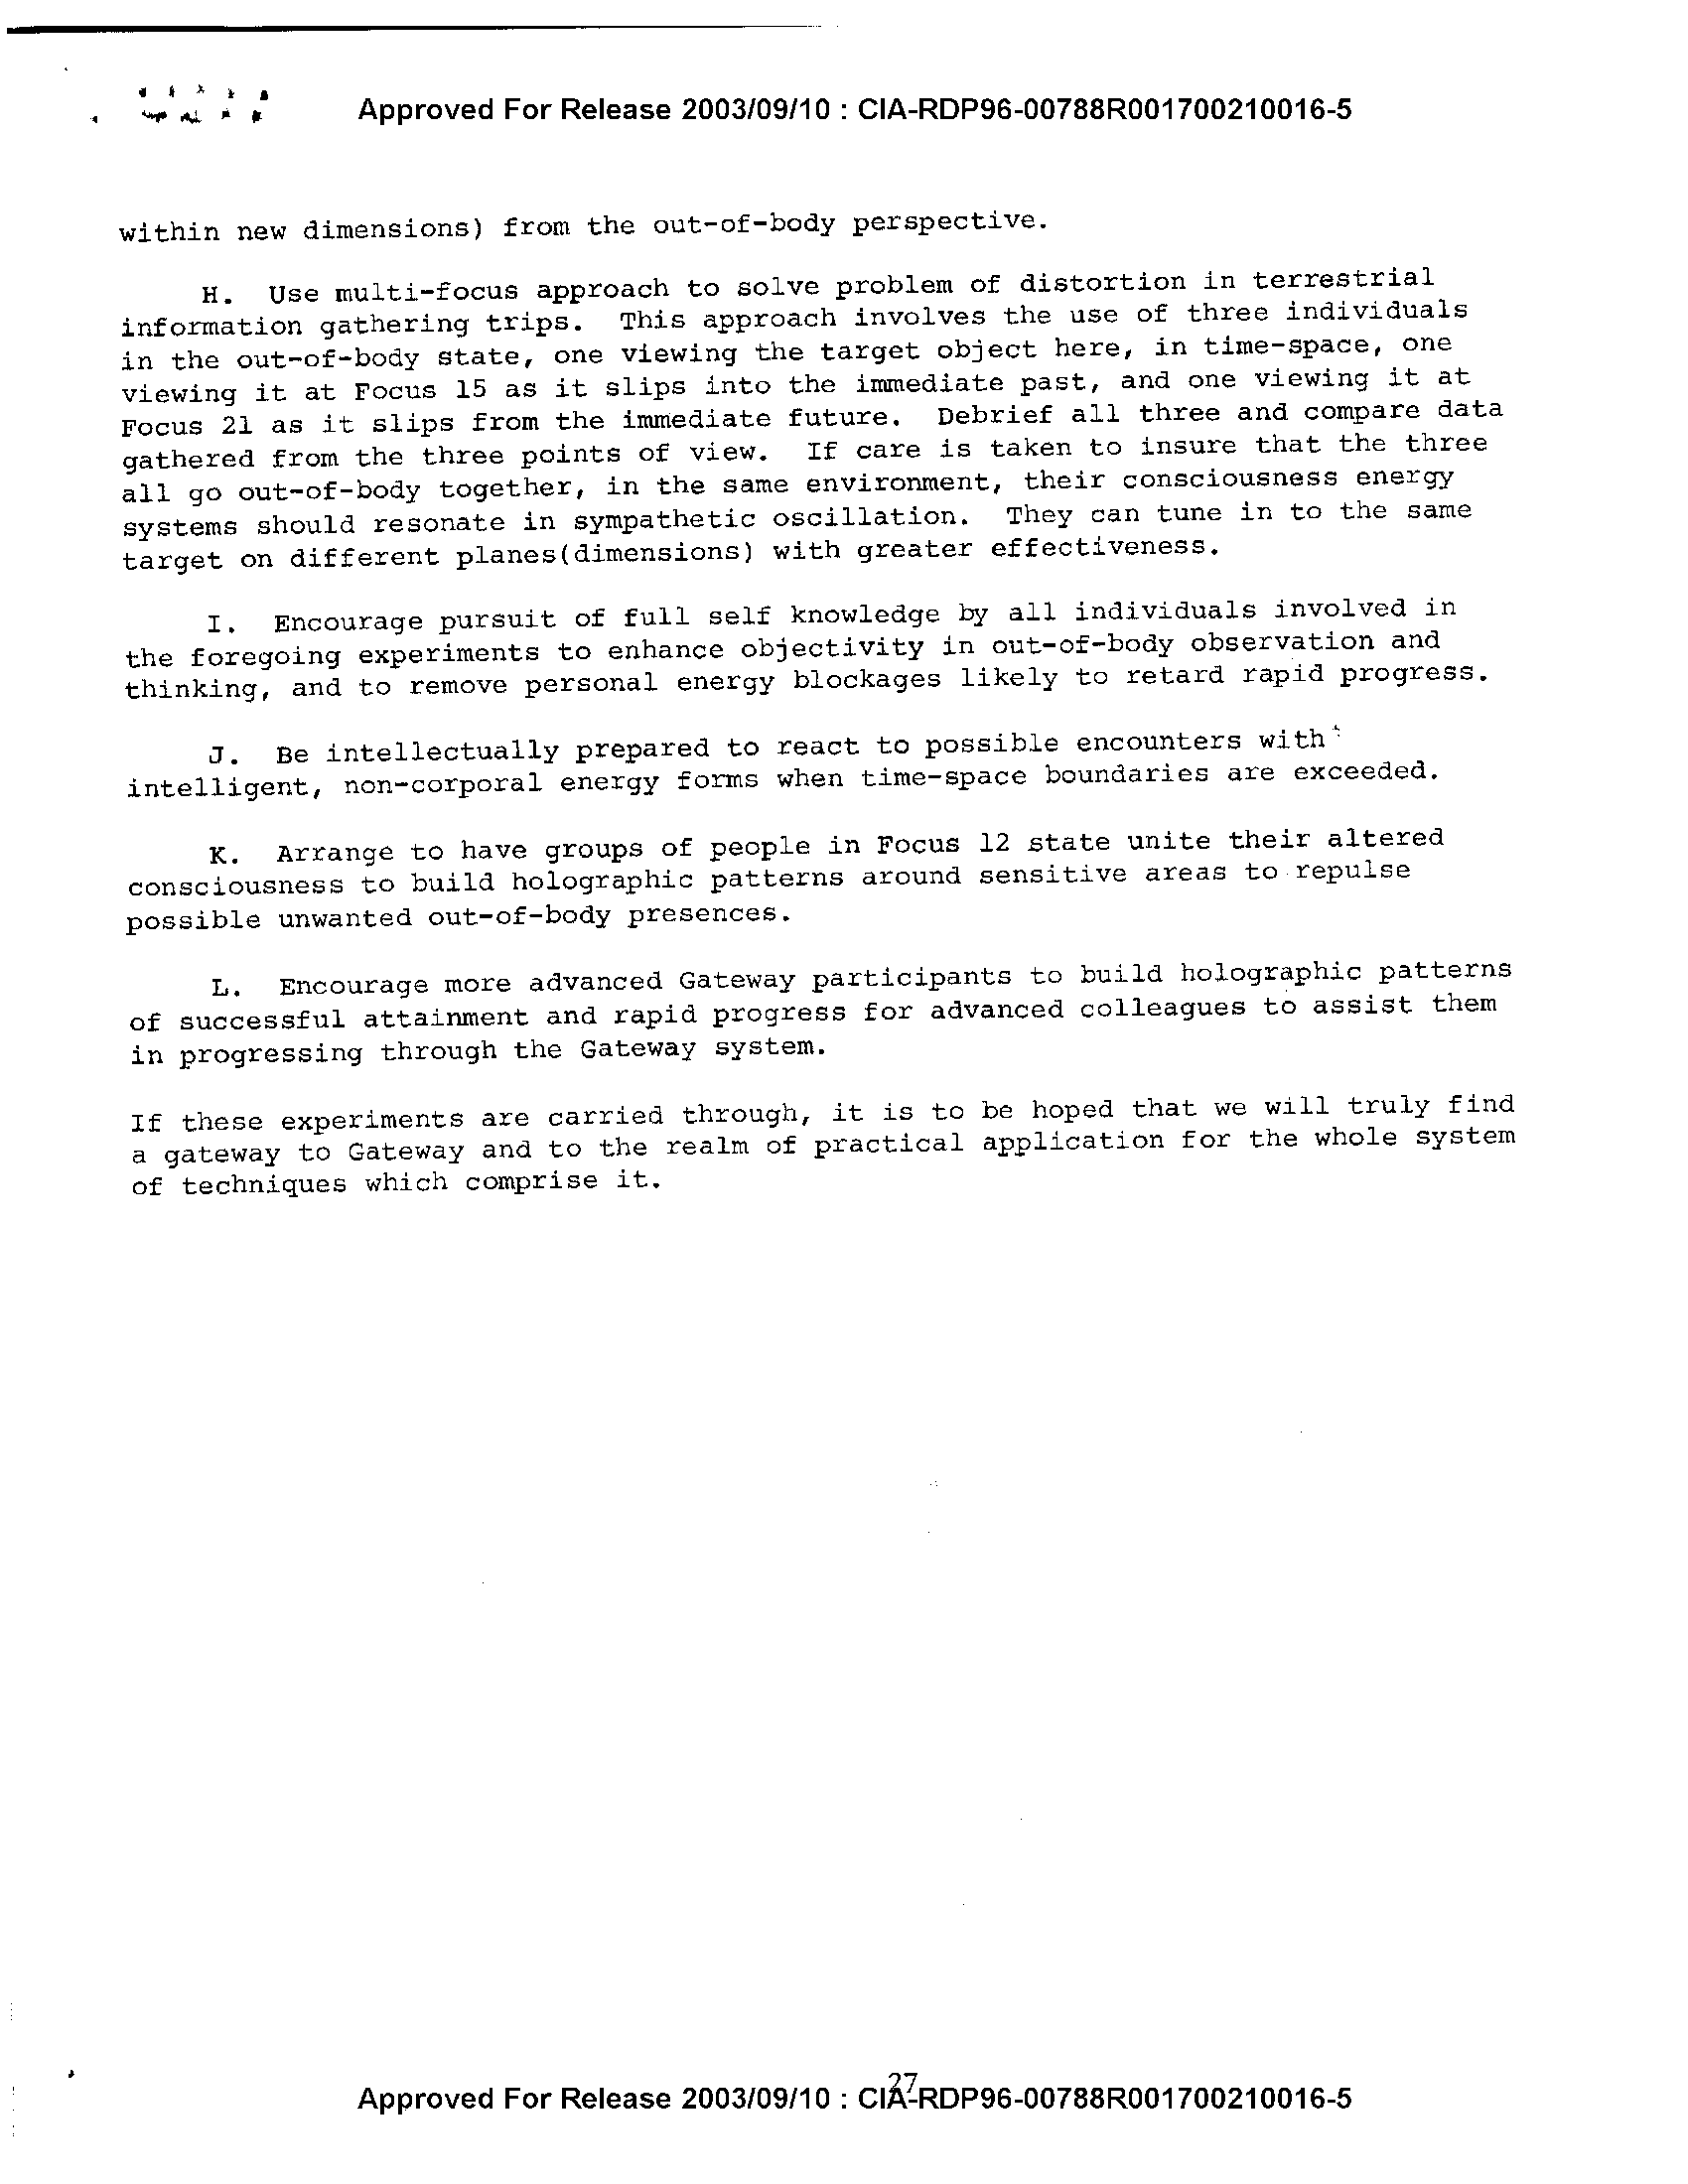 Approved For Release 2003/09/10 : CIA-RDP96-00788R001700210016-5
within new dimensions) from the out-of-body perspective.
H. Use multi-focus approach to solve problem of distortion in terrestrial
information gathering trips. This approach involves the use of three individuals
in the out-of-body state, one viewing the target object here, in time-space, one
viewing it at Focus 15 as it slips into the immediate past, and one viewing it at
Focus 21 as it slips from the immediate future. Debrief all three and compare data
gathered from the three points of view. If care is taken to insure that the three
all go out-of-body together, in the same environment, their consciousness energy
systems should resonate in sympathetic oscillation. They can tune in to the same
target on different planes(dimensions) with greater effectiveness.
I. Encourage pursuit of full self knowledge by all individuals involved in
the foregoing experiments to enhance objectivity in out-of-body observation and
thinking, and to remove personal energy blockages likely to retard rapid progress.
J. Be intellectually prepared to react to possible encounters with
intelligent, non-corporal energy forms when time-space boundaries are exceeded.
K. Arrange to have groups of people in Focus 12 state unite their altered
consciousness to build holographic patterns around sensitive areas to repulse
possible unwanted out-of-body presences.
L. Encourage more advanced Gateway participants to build holographic patterns
of successful attainment and rapid progress for advanced colleagues to assist them
in progressing through the Gateway system.
If these experiments are carried through, it is to be hoped that we will truly find
a gateway to Gateway and to the realm of practical application for the whole system
of techniques which comprise it.
27
Approved For Release 2003/09/10 : CIA-RDP96-00788R001700210016-5